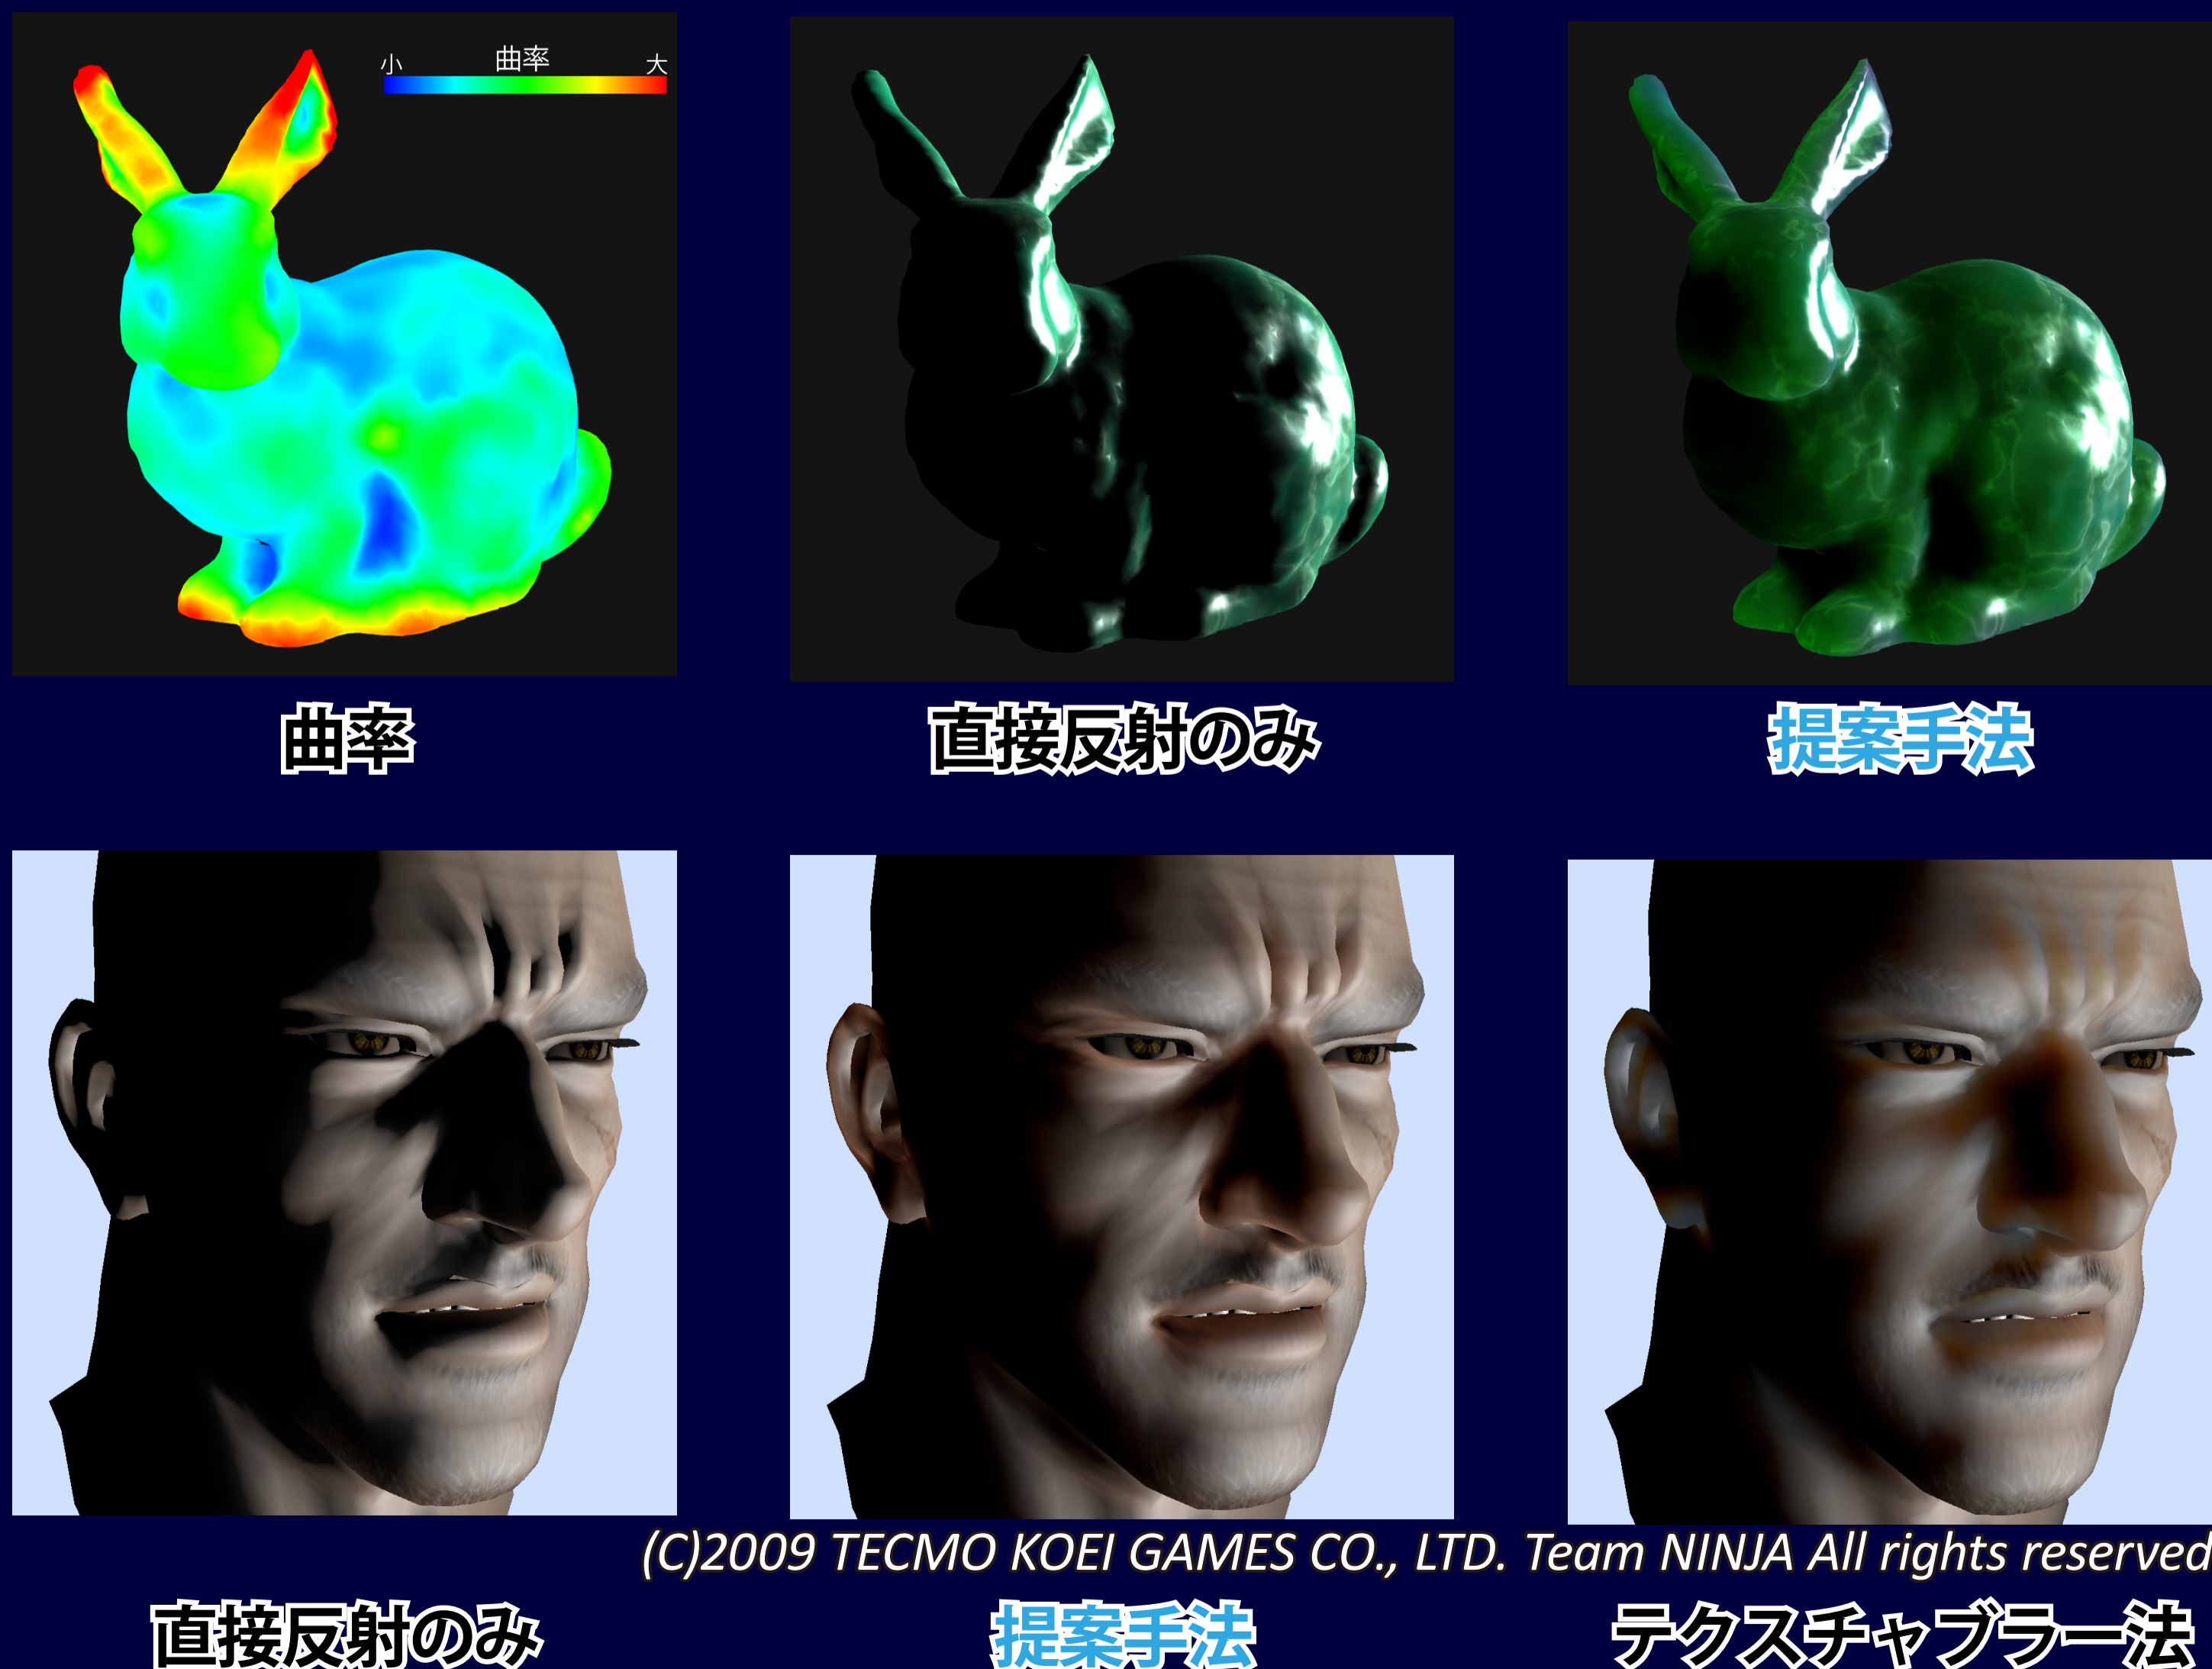 小 曲率 大
曲率
直接反射のみ
提案手法
(C)2009 TECMO KOEI GAMES CO., LTD. Team NINJA All rights reserved
直接反射のみ
提案手法
テクスチャブラー法